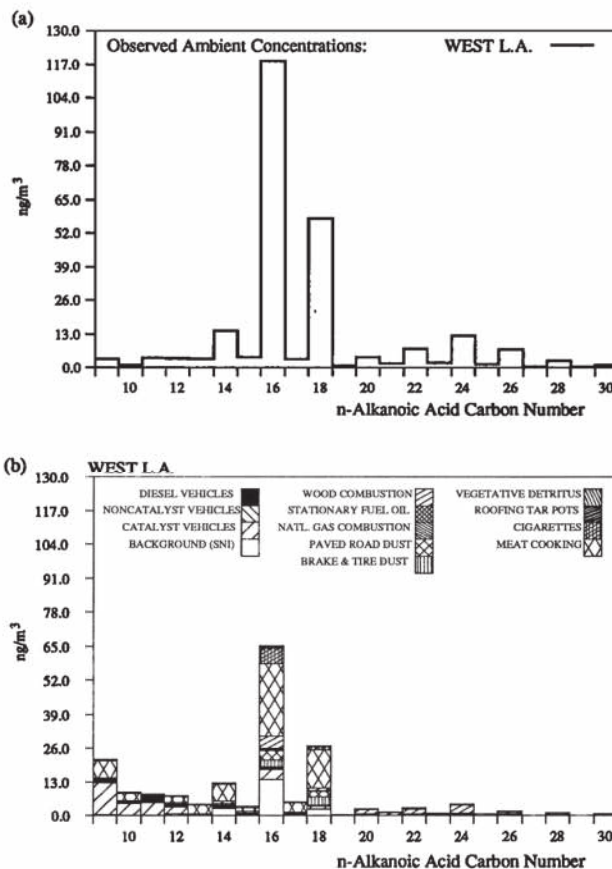 (a)
130.0
Observed Ambient Concentrations: WEST L.A.
117.0
104.0
91.0
78.0
65.0
52.0
39.0
26.0
13.0
0.0
ng/m³
10 12 14 16 18 20 22 24 26 28 30
n-Alkanoic Acid Carbon Number
(b)
WEST L.A.
130.0
117.0
104.0
91.0
78.0
65.0
52.0
39.0
26.0
13.0
0.0
ng/m³
DIESEL VEHICLES
NONCATALYST VEHICLES
CATALYST VEHICLES
BACKGROUND (SNI)
WOOD COMBUSTION
STATIONARY FUEL OIL
NATL. GAS COMBUSTION
PAVED ROAD DUST
BRAKE & TIRE DUST
VEGETATIVE DETRITUS
ROOFING TAR POTS
CIGARETTES
MEAT COOKING
10 12 14 16 18 20 22 24 26 28 30
n-Alkanoic Acid Carbon Number